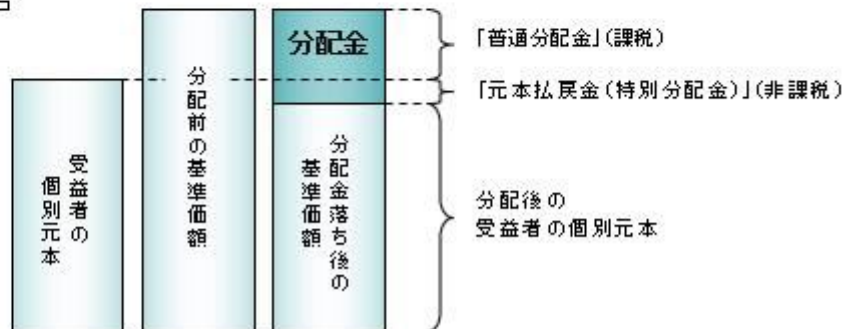 分配金
「普通分配金」(課税)
「元本払戻金(特別分配金)」(非課税)
受益者の
個別元本
分配前の基準価額
分配金落ち後の
基準価額
分配後の
受益者の個別元本